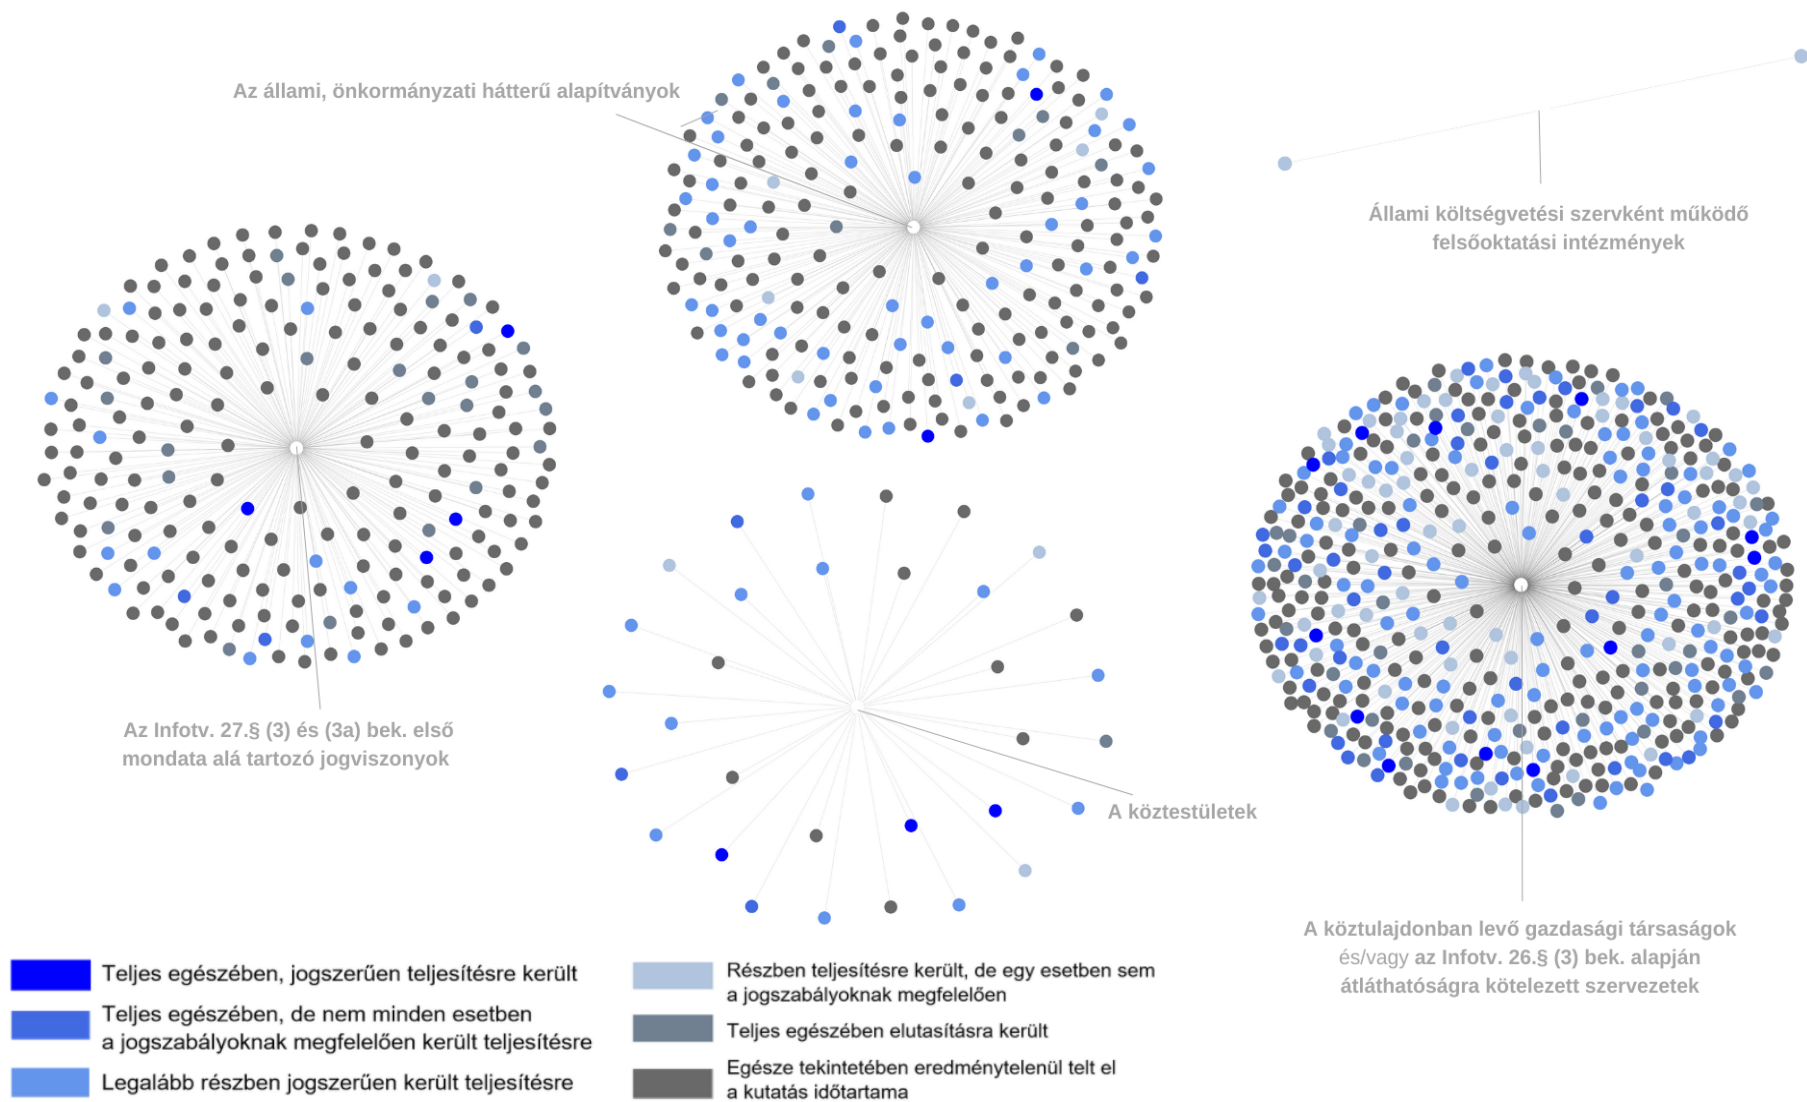 Az állami, önkormányzati hátterű alapítványok
Állami költségvetési szervként működő
felsőoktatási intézmények
Az Infotv. 27.§ (3) és (3a) bek. első
mondata alá tartozó jogviszonyok
A köztestületek
A köztulajdonban levő gazdasági társaságok
és/vagy az Infotv. 26.§ (3) bek. alapján
átláthatóságra kötelezett szervezetek
Teljes egészében, jogszerűen teljesítésre került
Teljes egészében, de nem minden esetben
a jogszabályoknak megfelelően került teljesítésre
Legalább részben jogszerűen került teljesítésre
Részben teljesítésre került, de egy esetben sem
a jogszabályoknak megfelelően
Teljes egészében elutasításra került
Egésze tekintetében eredménytelenül telt el
a kutatás időtartama